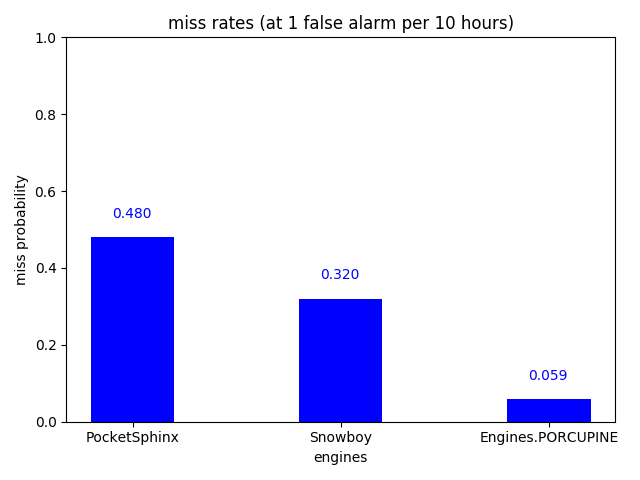 miss rates (at 1 false alarm per 10 hours)
1.0
0.8
0.6
0.4
0.2
0.0
miss probability
0.480
0.320
0.059
PocketSphinx
Snowboy
Engines.PORCUPINE
engines